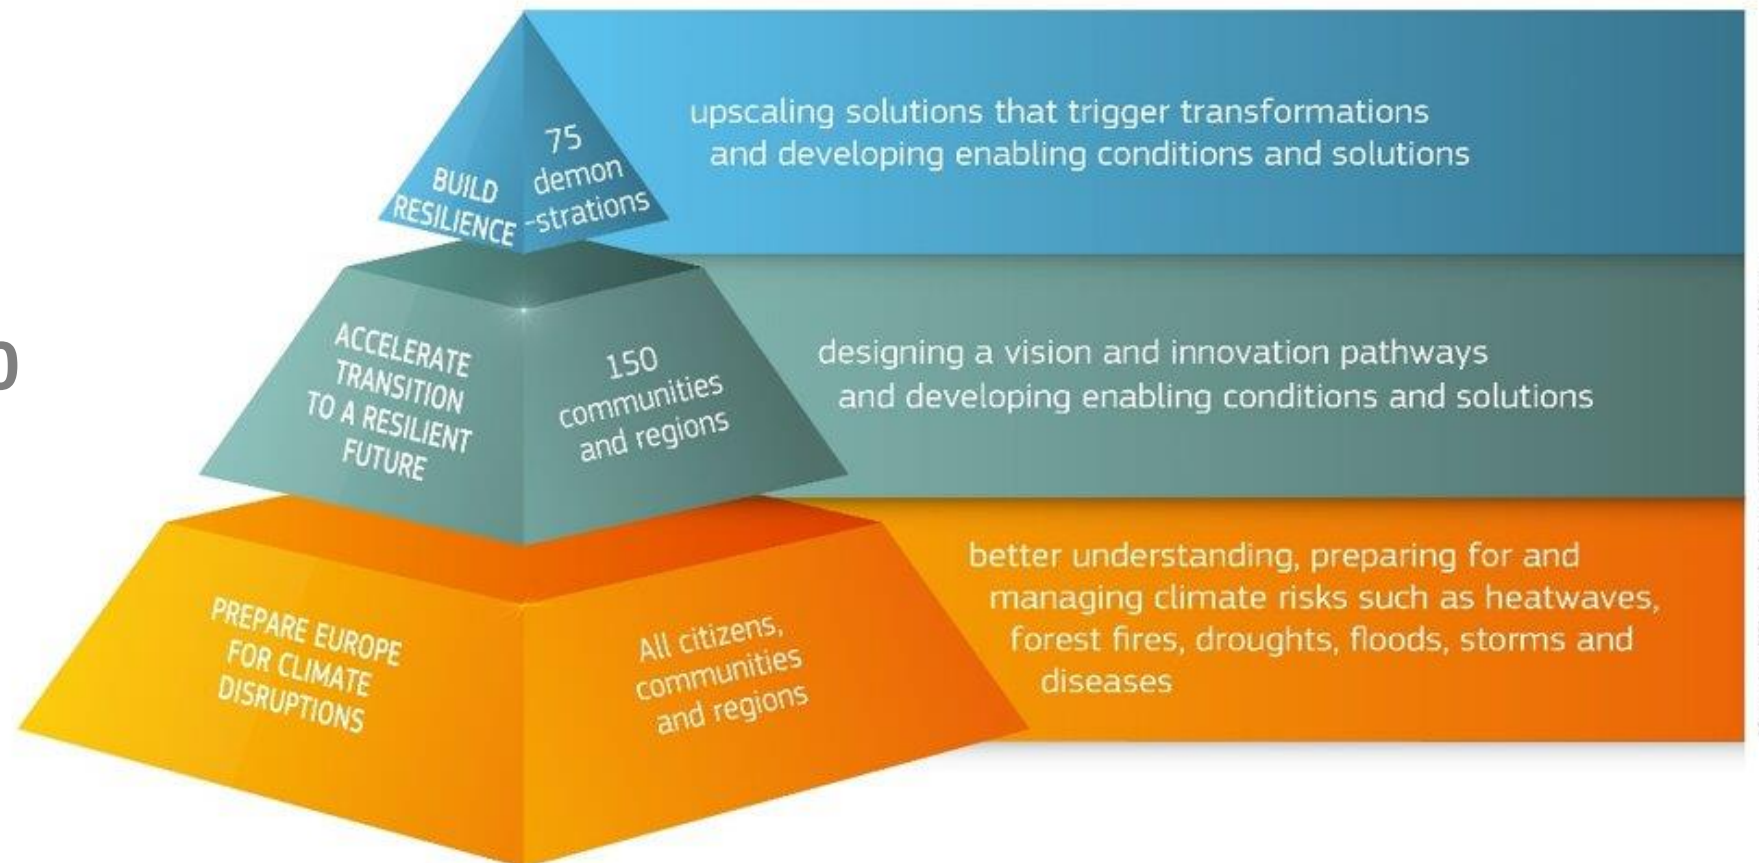 BUILD
RESILIENCE
75
demon
-strations
upscaling solutions that trigger transformations
and developing enabling conditions and solutions
ACCELERATE
TRANSITION
TO A RESILIENT
FUTURE
150
communities
and regions
designing a vision and innovation pathways
and developing enabling conditions and solutions
PREPARE EUROPE
FOR CLIMATE
DISRUPTIONS
All citizens,
communities
and regions
better understanding, preparing for and
managing climate risks such as heatwaves,
forest fires, droughts, floods, storms and
diseases